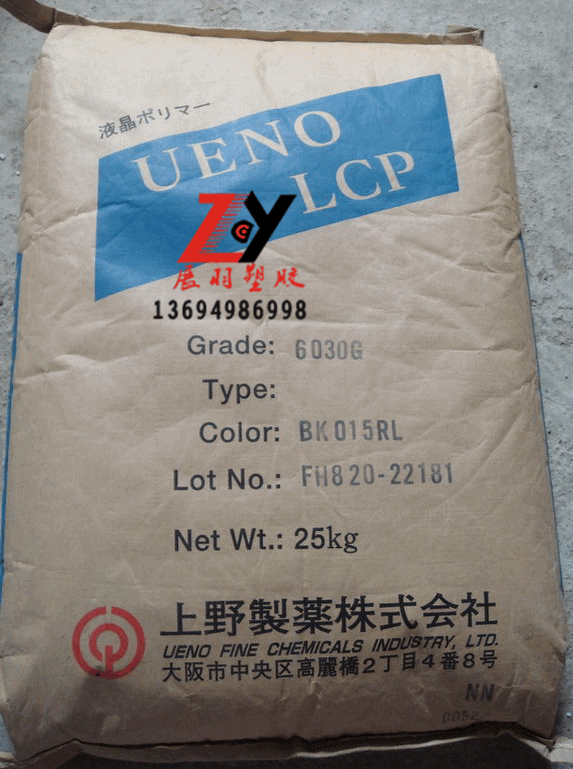 液晶ポリマー
UENO
LCP
ZY
展羽塑胶
13694986998
Grade: 6030G
Type:
Color: BK015RL
Lot No.: FH820-22181
Net Wt.: 25kg
上野製薬株式会社
UENO FINE CHEMICALS INDUSTRY, LTD.
大阪市中央区高麗橋2丁目4番8号
NN
0052